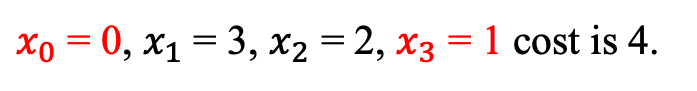 x₀ = 0, x₁ = 3, x₂ = 2, x₃ = 1 cost is 4.